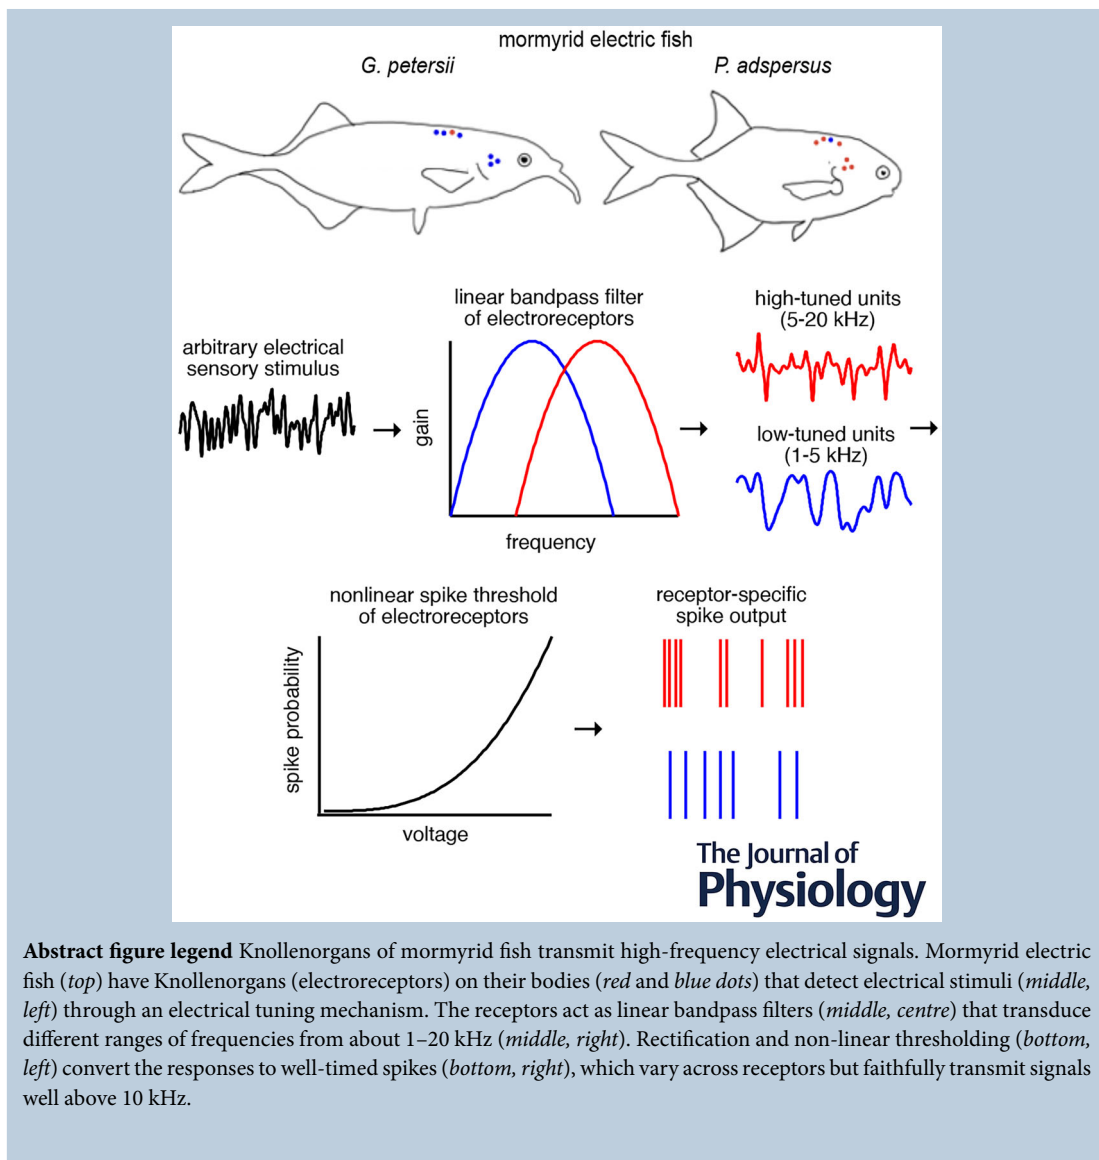 mormyrid electric fish
G. petersii
P. adspersus
arbitrary electrical
sensory stimulus
linear bandpass filter
of electroreceptors
gain
frequency
high-tuned units
(5-20 kHz)
low-tuned units
(1-5 kHz)
nonlinear spike threshold
of electroreceptors
spike probability
voltage
receptor-specific
spike output
The Journal of
Physiology
Abstract figure legend Knollenorgans of mormyrid fish transmit high-frequency electrical signals. Mormyrid electric
fish (top) have Knollenorgans (electroreceptors) on their bodies (red and blue dots) that detect electrical stimuli (middle,
left) through an electrical tuning mechanism. The receptors act as linear bandpass filters (middle, centre) that transduce
different ranges of frequencies from about 1–20 kHz (middle, right). Rectification and non-linear thresholding (bottom,
left) convert the responses to well-timed spikes (bottom, right), which vary across receptors but faithfully transmit signals
well above 10 kHz.